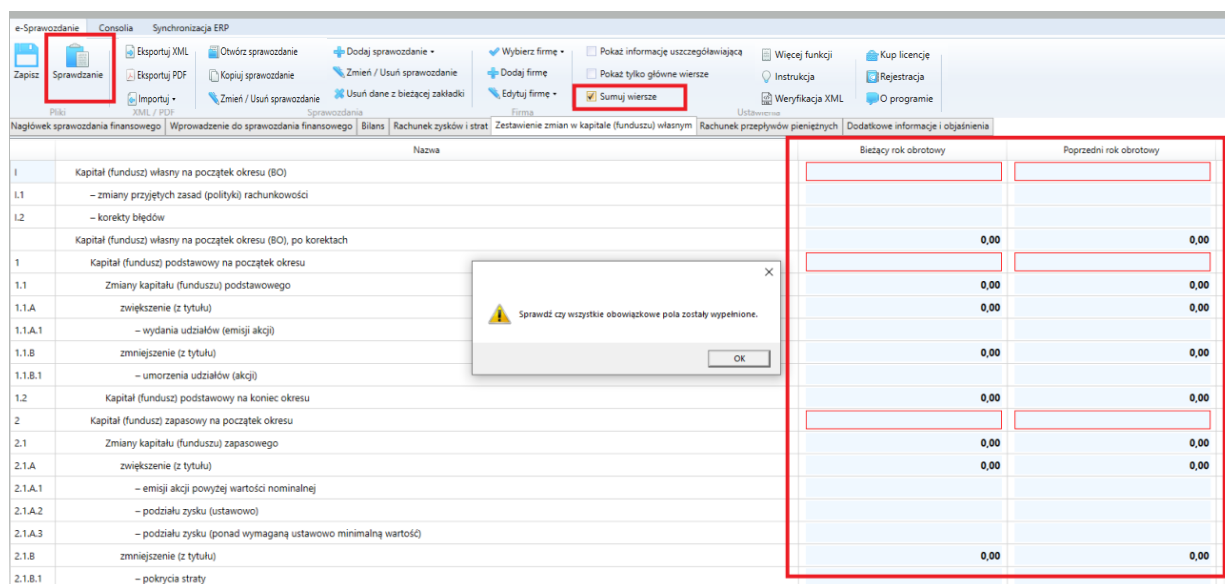 e-Sprawozdanie Consolia Synchronizacja ERP
Zapisz Sprawdzanie Eksportuj XML Otwórz sprawozdanie Dodaj sprawozdanie Wybierz firmę Pokaż informację uszczegóławiającą Więcej funkcji Kup licencję
Eksportuj PDF Kopiuj sprawozdanie Zmień / Usuń sprawozdanie Dodaj firmę Pokaż tylko główne wiersze Instrukcja Rejestracja
Importuj Zmień / Usuń sprawozdanie Usuń dane z bieżącej zakładki Edytuj firmę Sumuj wiersze Weryfikacja XML O programie
Pliki XML / PDF Sprawozdania Firma Ustawienia
Nagłówek sprawozdania finansowego Wprowadzenie do sprawozdania finansowego Bilans Rachunek zysków i strat Zestawienie zmian w kapitale (funduszu) własnym Rachunek przepływów pieniężnych Dodatkowe informacje i objaśnienia
Nazwa Bieżący rok obrotowy Poprzedni rok obrotowy
I Kapitał (fundusz) własny na początek okresu (BO)
I.1 – zmiany przyjętych zasad (polityki) rachunkowości
I.2 – korekty błędów
Kapitał (fundusz) własny na początek okresu (BO), po korektach 0,00 0,00
1 Kapitał (fundusz) podstawowy na początek okresu
1.1 Zmiany kapitału (funduszu) podstawowego 0,00 0,00
1.1.A zwiększenie (z tytułu) 0,00 0,00
1.1.A.1 – wydania udziałów (emisji akcji)
1.1.B zmniejszenie (z tytułu) 0,00 0,00
1.1.B.1 – umorzenia udziałów (akcji)
1.2 Kapitał (fundusz) podstawowy na koniec okresu 0,00 0,00
2 Kapitał (fundusz) zapasowy na początek okresu
2.1 Zmiany kapitału (funduszu) zapasowego 0,00 0,00
2.1.A zwiększenie (z tytułu) 0,00 0,00
2.1.A.1 – emisji akcji powyżej wartości nominalnej
2.1.A.2 – podziału zysku (ustawowo)
2.1.A.3 – podziału zysku (ponad wymaganą ustawowo minimalną wartość)
2.1.B zmniejszenie (z tytułu) 0,00 0,00
2.1.B.1 – pokrycia straty
Sprawdź czy wszystkie obowiązkowe pola zostały wypełnione.
OK